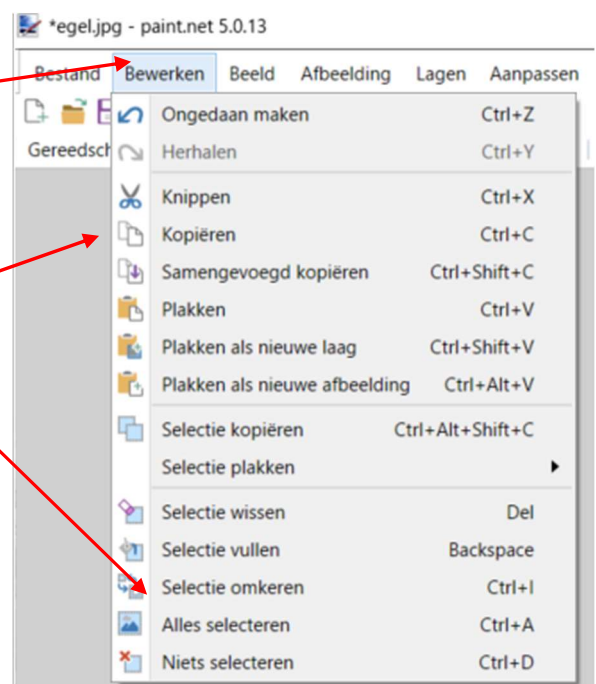 *egel.jpg - paint.net 5.0.13
Bestand Bewerken Beeld Afbeelding Lagen Aanpassen
Ongedaan maken Ctrl+Z
Gereedsch
Herhalen Ctrl+Y
Knippen Ctrl+X
Kopiëren Ctrl+C
Samengevoegd kopiëren Ctrl+Shift+C
Plakken Ctrl+V
Plakken als nieuwe laag Ctrl+Shift+V
Plakken als nieuwe afbeelding Ctrl+Alt+V
Selectie kopiëren Ctrl+Alt+Shift+C
Selectie plakken
Selectie wissen Del
Selectie vullen Backspace
Selectie omkeren Ctrl+I
Alles selecteren Ctrl+A
Niets selecteren Ctrl+D